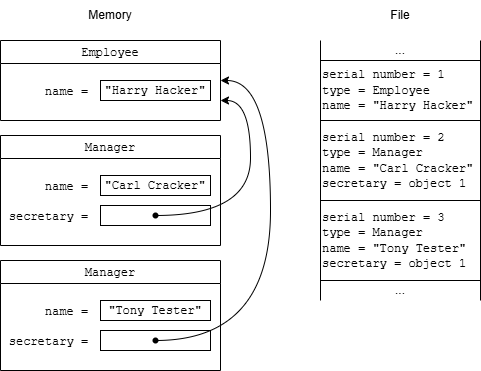 Memory
Employee
name = "Harry Hacker"
Manager
name = "Carl Cracker"
secretary =
Manager
name = "Tony Tester"
secretary =
File
...
serial number = 1
type = Employee
name = "Harry Hacker"
serial number = 2
type = Manager
name = "Carl Cracker"
secretary = object 1
serial number = 3
type = Manager
name = "Tony Tester"
secretary = object 1
...